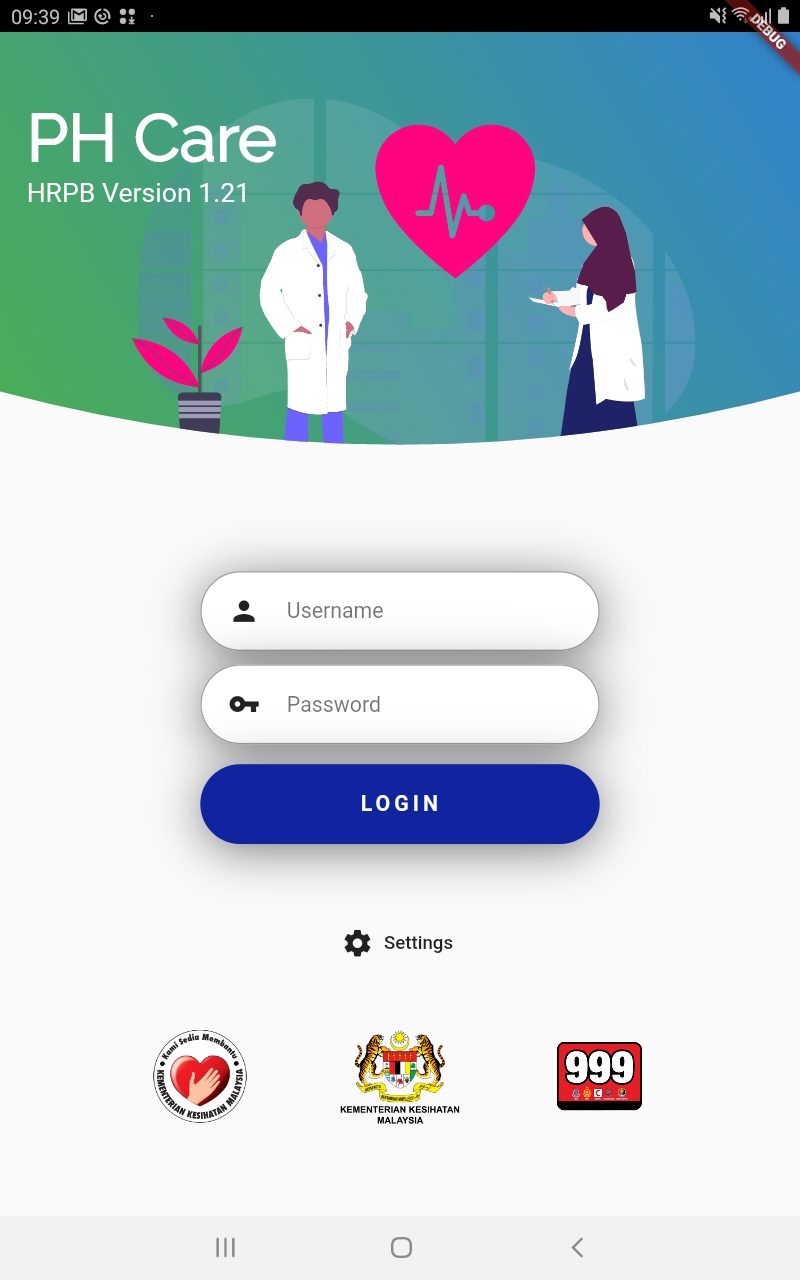 09:39
DEBUG
PH Care
HRPB Version 1.21
Username
Password
LOGIN
Settings
Kami Sedia Membantu
KEMENTERIAN KESIHATAN MALAYSIA
KEMENTERIAN KESIHATAN
MALAYSIA
999